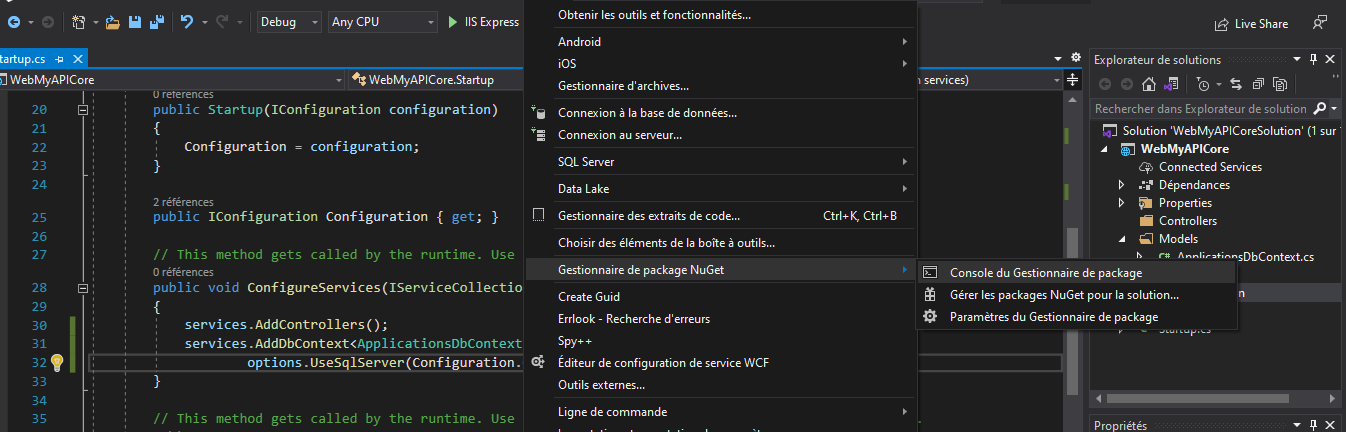 Debug
Any CPU
IIS Express
Live Share
Startup.cs
WebMyAPICore
WebMyAPICore.Startup
n services)
0 références
20 public Startup(IConfiguration configuration)
21 {
22 Configuration = configuration;
23 }
24
2 références
25 public IConfiguration Configuration { get; }
26
27 // This method gets called by the runtime. Use
0 références
28 public void ConfigureServices(IServiceCollectio
29 {
30 services.AddControllers();
31 services.AddDbContext<ApplicationsDbContext
32 options.UseSqlServer(Configuration.
33 }
34
35 // This method gets called by the runtime. Use
Obtenir les outils et fonctionnalités...
Android
iOS
Gestionnaire d'archives...
Connexion à la base de données...
Connexion au serveur...
SQL Server
Data Lake
Gestionnaire des extraits de code... Ctrl+K, Ctrl+B
Choisir des éléments de la boîte à outils...
Gestionnaire de package NuGet
Create Guid
Errlook - Recherche d'erreurs
Spy++
Éditeur de configuration de service WCF
Outils externes...
Ligne de commande
Console du Gestionnaire de package
Gérer les packages NuGet pour la solution...
Paramètres du Gestionnaire de package
Explorateur de solutions
Rechercher dans Explorateur de solution
Solution 'WebMyAPICoreSolution' (1 sur 1
WebMyAPICore
Connected Services
Dépendances
Properties
Controllers
Models
C# ApplicationsDbContext.cs
n
Startup.cs
Propriétés